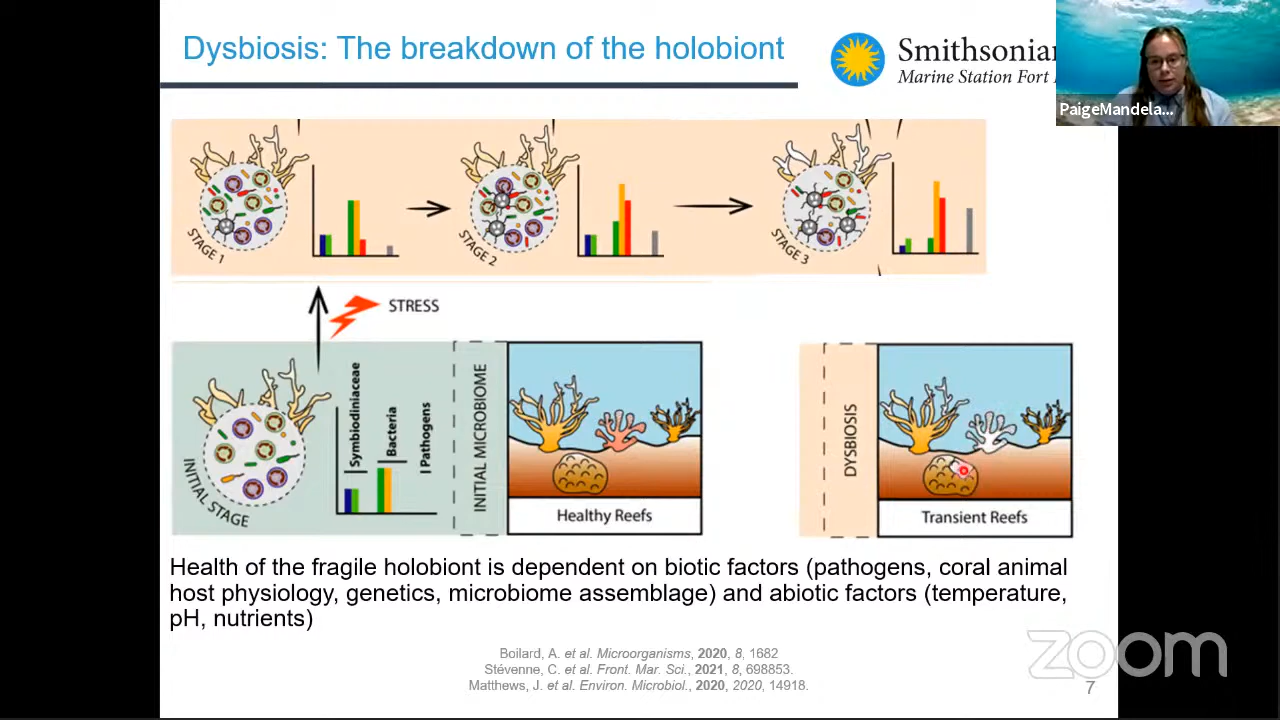 Dysbiosis: The breakdown of the holobiont
Smithsonian
Marine Station Fort
PaigeMandela...
STAGE 1
STAGE 2
STAGE 3
STRESS
INITIAL STAGE
Symbiodiniaceae
Bacteria
Pathogens
INITIAL MICROBIOME
Healthy Reefs
DYSBIOSIS
Transient Reefs
Health of the fragile holobiont is dependent on biotic factors (pathogens, coral animal
host physiology, genetics, microbiome assemblage) and abiotic factors (temperature,
pH, nutrients)
Boilard, A. et al. Microorganisms, 2020, 8, 1682
Stévenne, C. et al. Front. Mar. Sci., 2021, 8, 698853.
Matthews, J. et al. Environ. Microbiol., 2020, 2020, 14918.
zoom
7